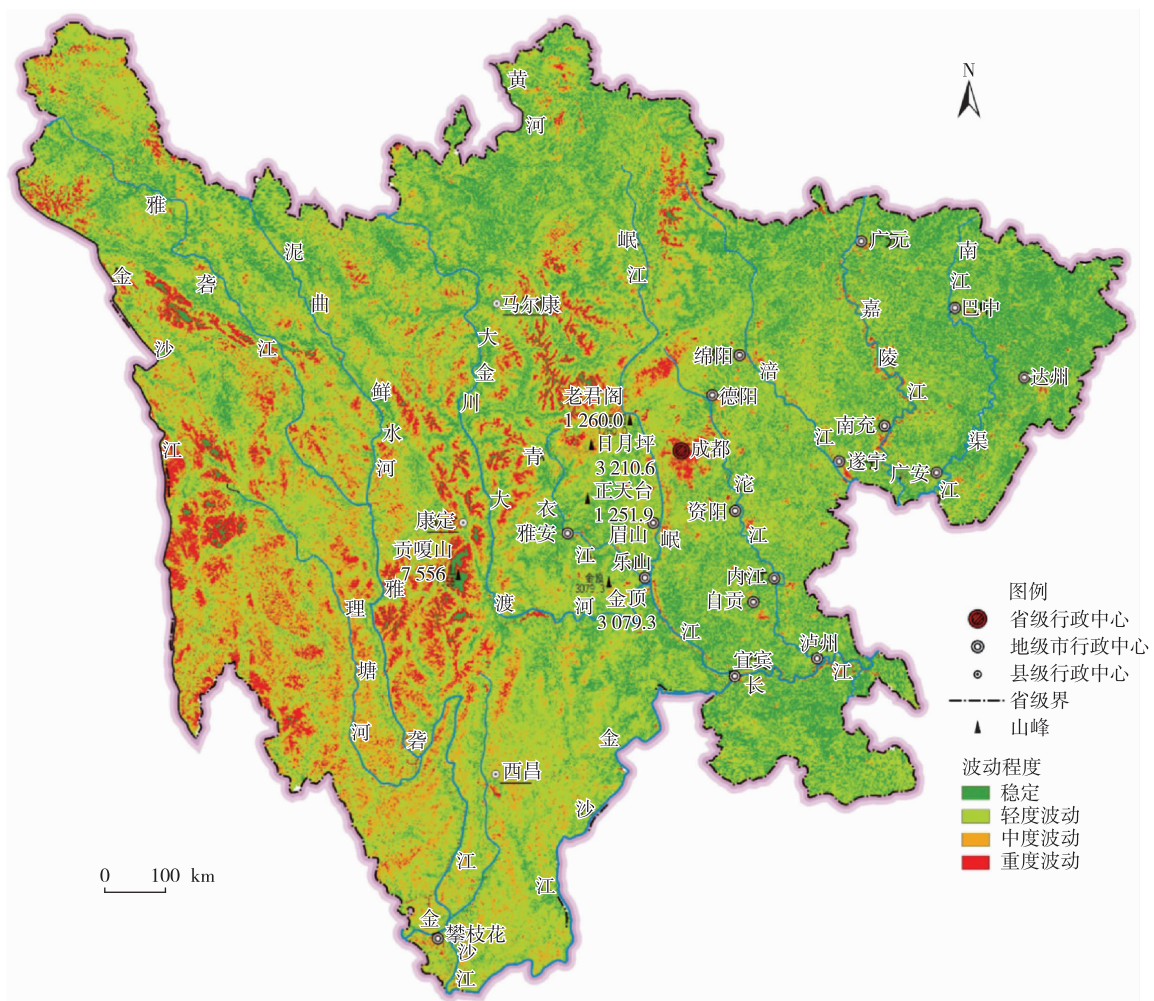 N
黄
河
雅
砻
江
泥
曲
鲜
水
河
金
沙
江
岷
江
广元
南
江
巴中
嘉
陵
江
马尔康
大
金
川
绵阳
涪
江
德阳
达州
老君阁
1 260.0
日月坪
3 210.6
成都
南充
遂宁
广安
渠
江
青
衣
江
正天台
1 251.9
沱
江
大
渡
河
康定
雅安
眉山
岷
江
资阳
贡嘎山
7 556
乐山
内江
3079.3
金顶
3 079.3
自贡
雅
砻
江
理
塘
河
泸州
宜宾
长
江
金
沙
江
西昌
金
沙
江
攀枝花
图例
省级行政中心
地级市行政中心
县级行政中心
省级界
山峰
波动程度
稳定
轻度波动
中度波动
重度波动
0 100 km